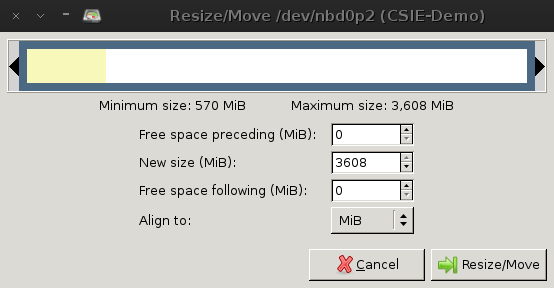 Resize/Move /dev/nbd0p2 (CSIE-Demo)
Minimum size: 570 MiB Maximum size: 3,608 MiB
Free space preceding (MiB): 0
New size (MiB): 3608
Free space following (MiB): 0
Align to: MiB
Cancel Resize/Move